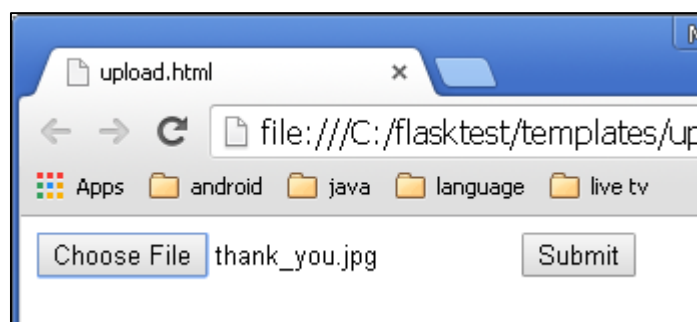 upload.html
file:///C:/flasktest/templates/up
Apps android java language live tv
Choose File thank_you.jpg Submit